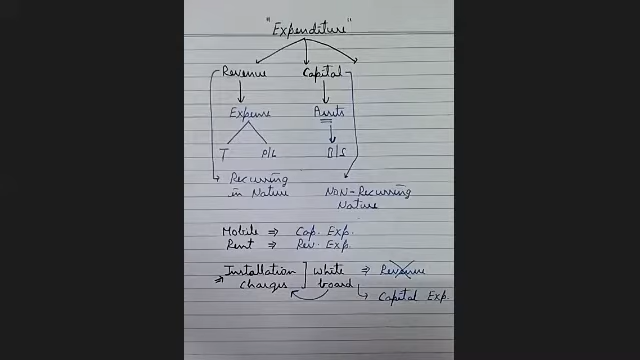 "Expenditure"
Revenue Capital
Expense Assets
T P/L B/S
Recurring in Nature
NON-Recurring Nature
Mobile ⇒ Cap. Exp.
Rent ⇒ Rev. Exp.
⇒ Installation charges ] white board ⇒ Revenue
→ Capital Exp.